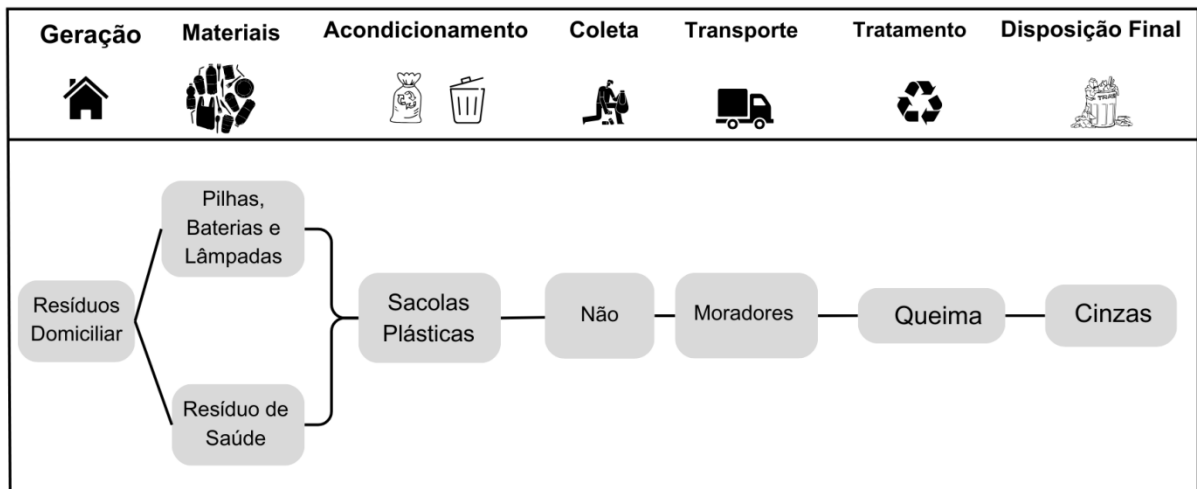 Geração
Materiais
Acondicionamento
Coleta
Transporte
Tratamento
Disposição Final
Pilhas,
Baterias e
Lâmpadas
Resíduos
Domiciliar
Resíduo de
Saúde
Sacolas
Plásticas
Não
Moradores
Queima
Cinzas